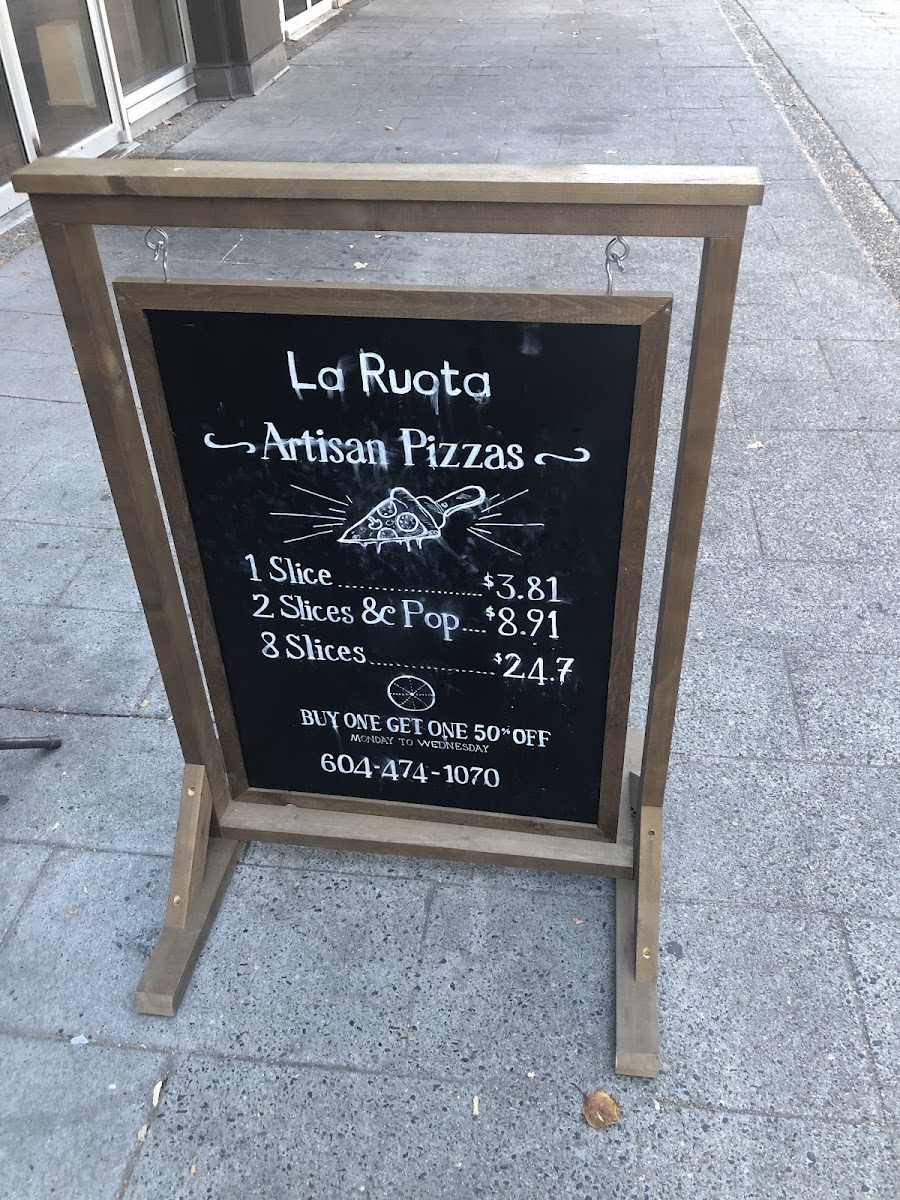 La Ruota
Artisan Pizzas
1 Slice ................ $3.81
2 Slices & Pop.... $8.91
8 Slices.................. $24.7
BUY ONE GET ONE 50% OFF
MONDAY TO WEDNESDAY
604-474-1070